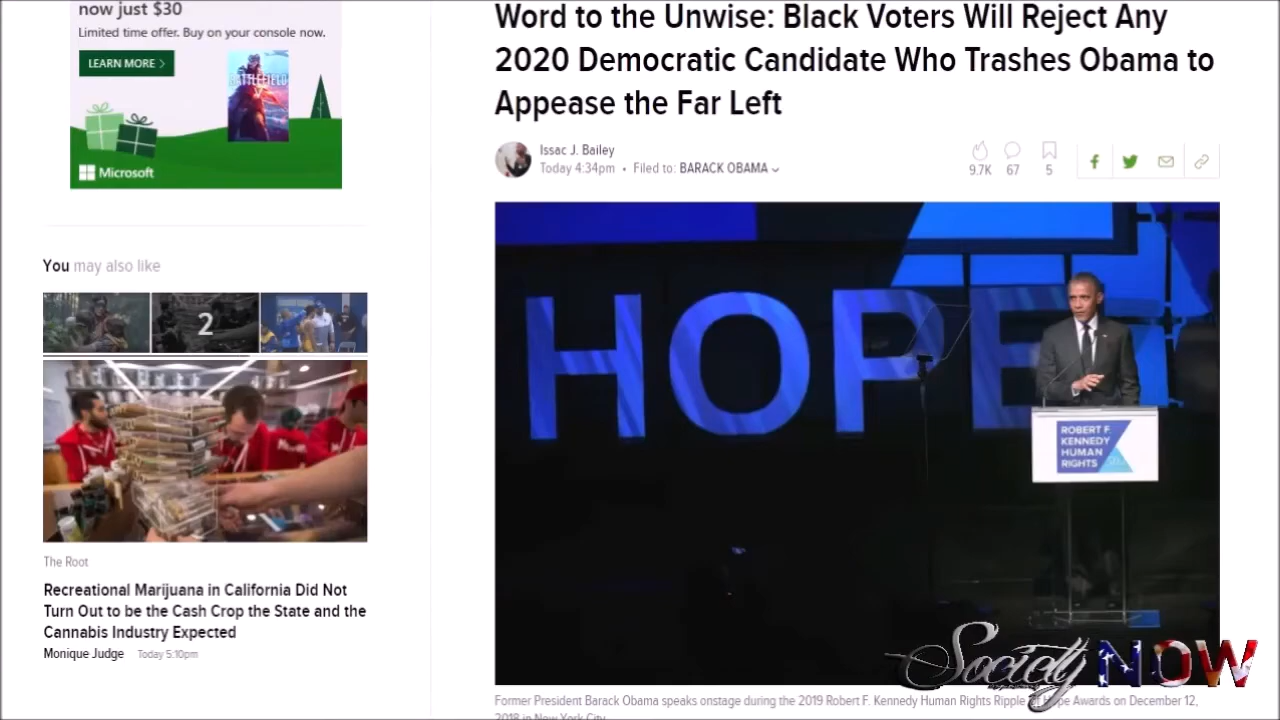 now just $30
Limited time offer. Buy on your console now.
LEARN MORE >
BATTLEFIELD
V
Microsoft
You may also like
2
The Root
Recreational Marijuana in California Did Not
Turn Out to be the Cash Crop the State and the
Cannabis Industry Expected
Monique Judge Today 5:10pm
Word to the Unwise: Black Voters Will Reject Any
2020 Democratic Candidate Who Trashes Obama to
Appease the Far Left
Issac J. Bailey
Today 4:34pm • Filed to: BARACK OBAMA
9.7K 67 5
HOPE
ROBERT F.
KENNEDY
HUMAN
RIGHTS
Society NOW
Former President Barack Obama speaks onstage during the 2019 Robert F. Kennedy Human Rights Ripple Of Hope Awards on December 12,
2018 in New York City